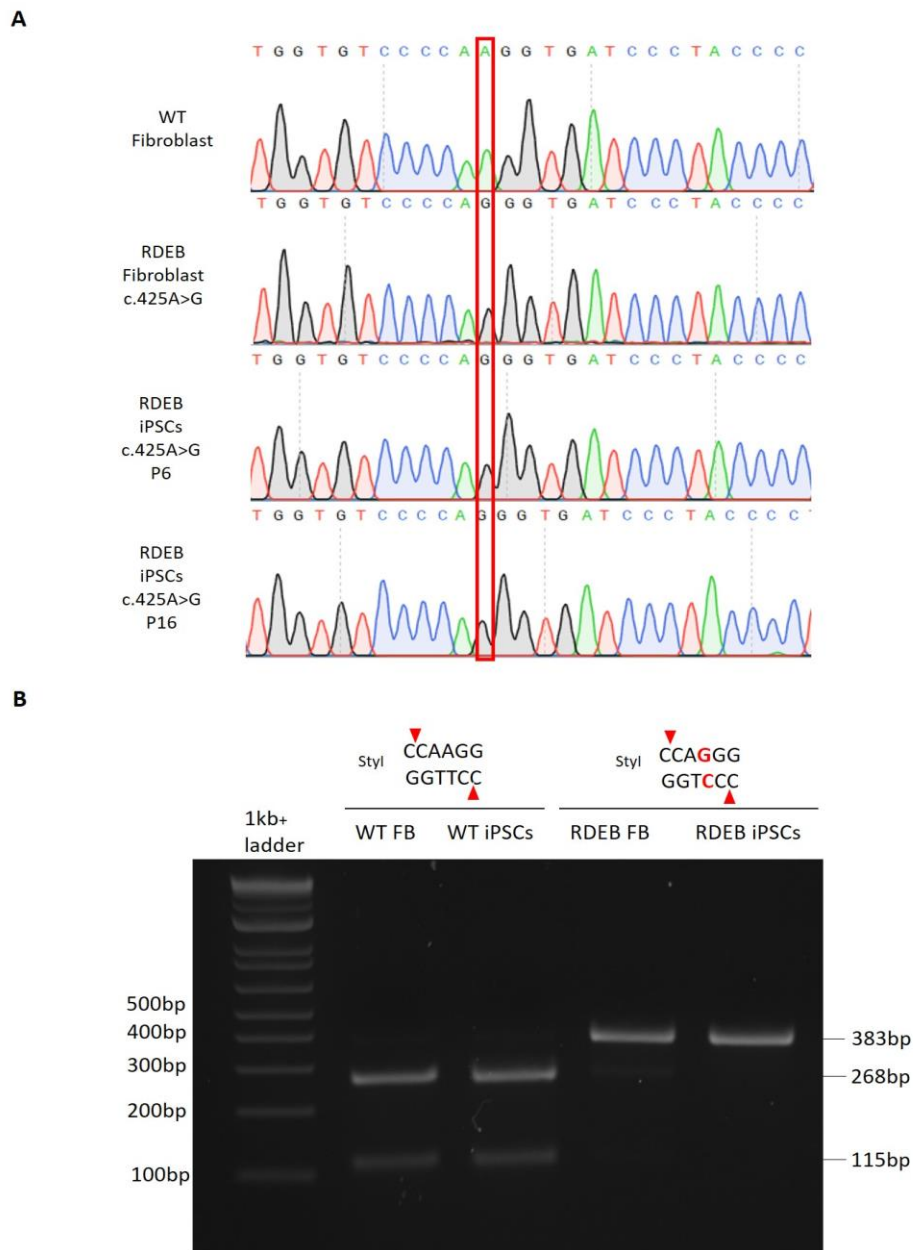 A
T G G T G T C C C C A A G G T G A T C C C T A C C C C
WT
Fibroblast
T G G T G T C C C C A G G G T G A T C C C T A C C C C
RDEB
Fibroblast
c.425A>G
T G G T G T C C C C A G G G T G A T C C C T A C C C C
RDEB
iPSCs
c.425A>G
P6
T G G T G T C C C C A G G G T G A T C C C T A C C C C T
RDEB
iPSCs
c.425A>G
P16
B
StyI CCAAGG
GGTTCC
StyI CCAGGG
GGTCCC
1kb+
ladder
WT FB WT iPSCs RDEB FB RDEB iPSCs
500bp
400bp
300bp
200bp
100bp
383bp
268bp
115bp